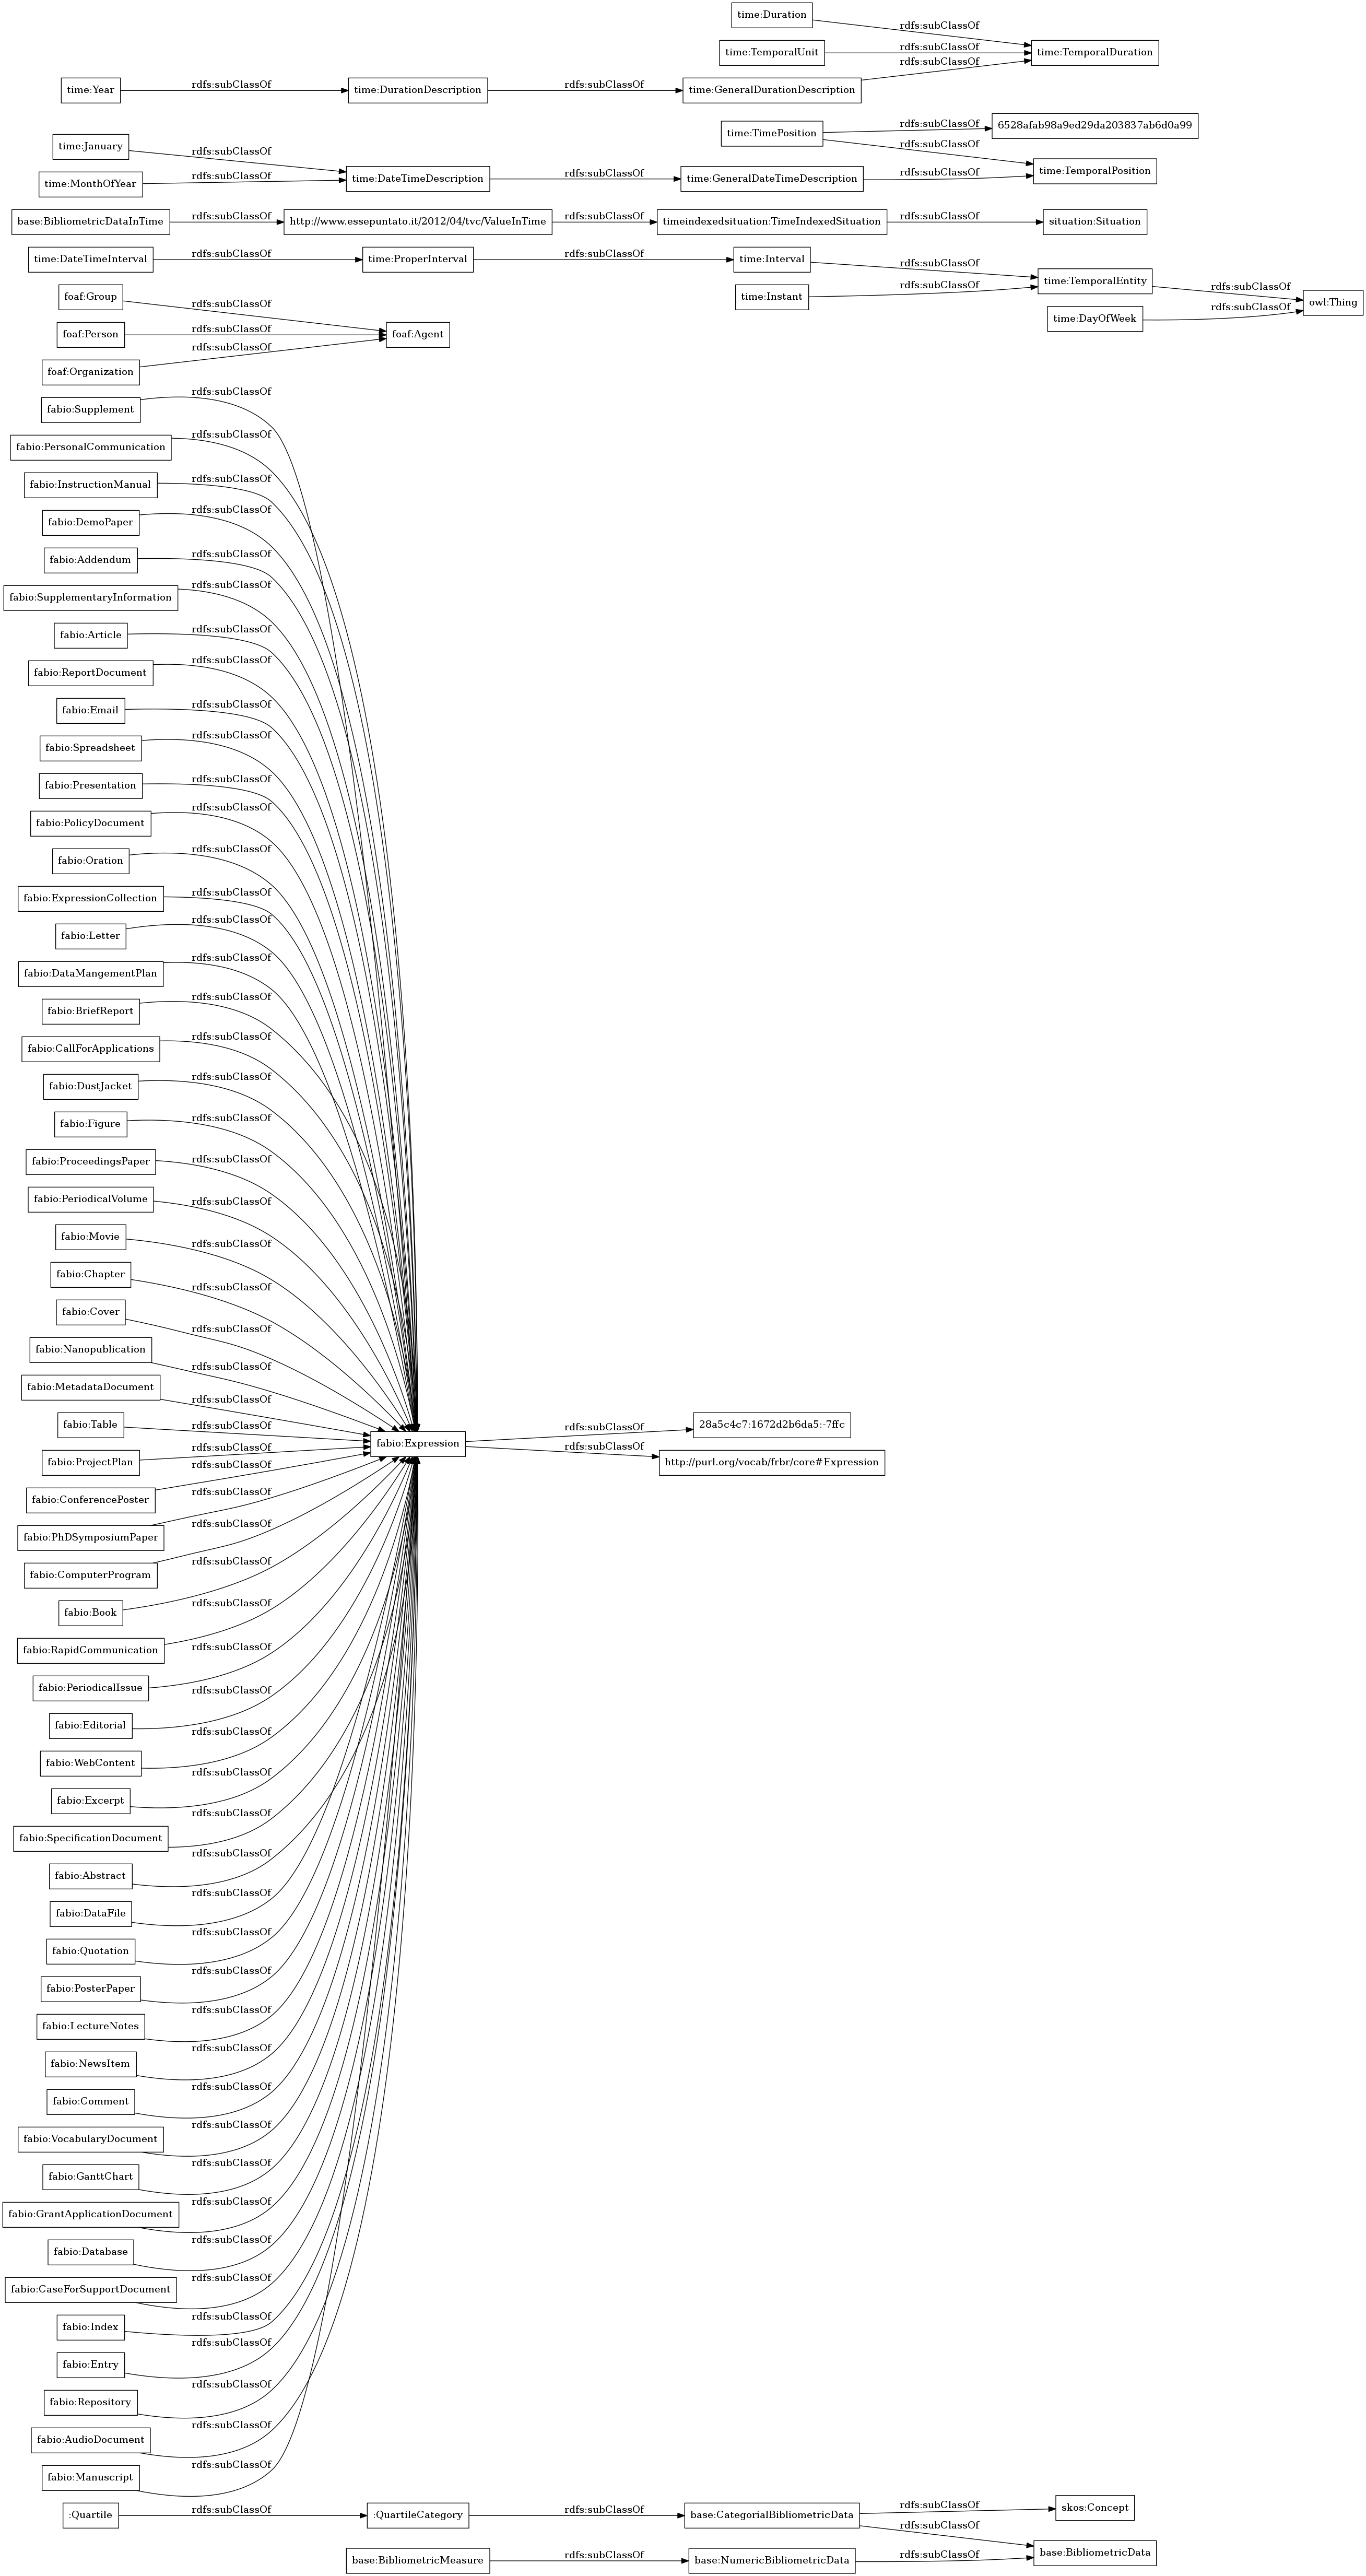 time:Duration
rdfs:subClassOf
time:TemporalUnit
rdfs:subClassOf
time:TemporalDuration
rdfs:subClassOf
time:Year
rdfs:subClassOf
time:DurationDescription
rdfs:subClassOf
time:GeneralDurationDescription
time:TimePosition
rdfs:subClassOf
6528afab98a9ed29da203837ab6d0a99
rdfs:subClassOf
time:January
rdfs:subClassOf
time:TemporalPosition
time:MonthOfYear
rdfs:subClassOf
time:DateTimeDescription
rdfs:subClassOf
time:GeneralDateTimeDescription
rdfs:subClassOf
base:BibliometricDataInTime
rdfs:subClassOf
http://www.essepuntato.it/2012/04/tvc/ValueInTime
rdfs:subClassOf
timeindexedsituation:TimeIndexedSituation
rdfs:subClassOf
situation:Situation
time:DateTimeInterval
rdfs:subClassOf
time:ProperInterval
rdfs:subClassOf
time:Interval
rdfs:subClassOf
time:TemporalEntity
rdfs:subClassOf
time:Instant
rdfs:subClassOf
owl:Thing
time:DayOfWeek
rdfs:subClassOf
foaf:Group
rdfs:subClassOf
foaf:Person
rdfs:subClassOf
foaf:Agent
foaf:Organization
rdfs:subClassOf
fabio:Supplement
rdfs:subClassOf
fabio:PersonalCommunication
rdfs:subClassOf
fabio:InstructionManual
rdfs:subClassOf
fabio:DemoPaper
rdfs:subClassOf
fabio:Addendum
rdfs:subClassOf
fabio:SupplementaryInformation
rdfs:subClassOf
fabio:Article
rdfs:subClassOf
fabio:ReportDocument
rdfs:subClassOf
fabio:Email
rdfs:subClassOf
fabio:Spreadsheet
rdfs:subClassOf
fabio:Presentation
rdfs:subClassOf
fabio:PolicyDocument
rdfs:subClassOf
fabio:Oration
rdfs:subClassOf
fabio:ExpressionCollection
rdfs:subClassOf
fabio:Letter
rdfs:subClassOf
fabio:DataMangementPlan
rdfs:subClassOf
fabio:BriefReport
rdfs:subClassOf
fabio:CallForApplications
rdfs:subClassOf
fabio:DustJacket
rdfs:subClassOf
fabio:Figure
rdfs:subClassOf
fabio:ProceedingsPaper
rdfs:subClassOf
fabio:PeriodicalVolume
rdfs:subClassOf
fabio:Movie
rdfs:subClassOf
fabio:Chapter
rdfs:subClassOf
fabio:Cover
rdfs:subClassOf
fabio:Nanopublication
rdfs:subClassOf
fabio:MetadataDocument
rdfs:subClassOf
fabio:Table
rdfs:subClassOf
fabio:Expression
rdfs:subClassOf
28a5c4c7:1672d2b6da5:-7ffc
rdfs:subClassOf
http://purl.org/vocab/frbr/core#Expression
fabio:ProjectPlan
rdfs:subClassOf
fabio:ConferencePoster
rdfs:subClassOf
fabio:PhDSymposiumPaper
rdfs:subClassOf
fabio:ComputerProgram
rdfs:subClassOf
fabio:Book
rdfs:subClassOf
fabio:RapidCommunication
rdfs:subClassOf
fabio:PeriodicalIssue
rdfs:subClassOf
fabio:Editorial
rdfs:subClassOf
fabio:WebContent
rdfs:subClassOf
fabio:Excerpt
rdfs:subClassOf
fabio:SpecificationDocument
rdfs:subClassOf
fabio:Abstract
rdfs:subClassOf
fabio:DataFile
rdfs:subClassOf
fabio:Quotation
rdfs:subClassOf
fabio:PosterPaper
rdfs:subClassOf
fabio:LectureNotes
rdfs:subClassOf
fabio:NewsItem
rdfs:subClassOf
fabio:Comment
rdfs:subClassOf
fabio:VocabularyDocument
rdfs:subClassOf
fabio:GanttChart
rdfs:subClassOf
fabio:GrantApplicationDocument
rdfs:subClassOf
fabio:Database
rdfs:subClassOf
fabio:CaseForSupportDocument
rdfs:subClassOf
fabio:Index
rdfs:subClassOf
fabio:Entry
rdfs:subClassOf
fabio:Repository
rdfs:subClassOf
fabio:AudioDocument
rdfs:subClassOf
fabio:Manuscript
rdfs:subClassOf
:Quartile
rdfs:subClassOf
:QuartileCategory
rdfs:subClassOf
base:CategorialBibliometricData
rdfs:subClassOf
skos:Concept
rdfs:subClassOf
base:BibliometricMeasure
rdfs:subClassOf
base:NumericBibliometricData
rdfs:subClassOf
base:BibliometricData